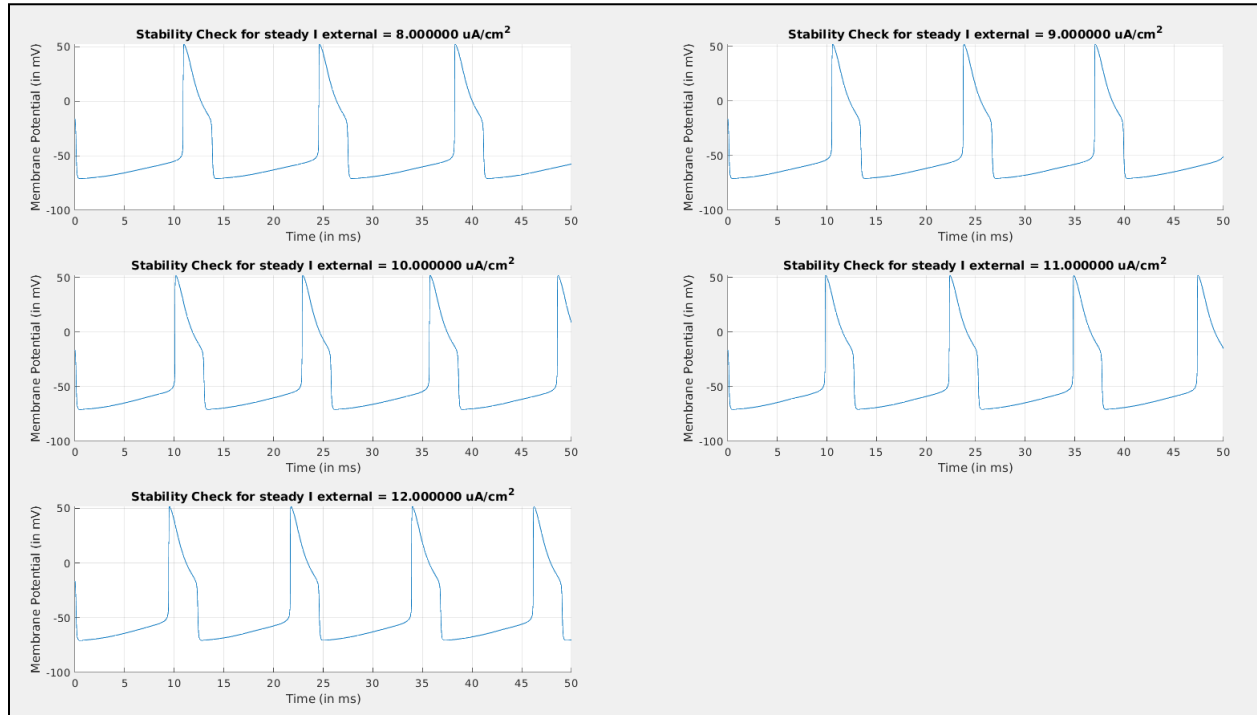 Stability Check for steady I external = 8.000000 uA/cm²
Membrane Potential (in mV)
50
0
-50
-100
0 5 10 15 20 25 30 35 40 45 50
Time (in ms)
Stability Check for steady I external = 9.000000 uA/cm²
Membrane Potential (in mV)
50
0
-50
-100
0 5 10 15 20 25 30 35 40 45 50
Time (in ms)
Stability Check for steady I external = 10.000000 uA/cm²
Membrane Potential (in mV)
50
0
-50
-100
0 5 10 15 20 25 30 35 40 45 50
Time (in ms)
Stability Check for steady I external = 11.000000 uA/cm²
Membrane Potential (in mV)
50
0
-50
-100
0 5 10 15 20 25 30 35 40 45 50
Time (in ms)
Stability Check for steady I external = 12.000000 uA/cm²
Membrane Potential (in mV)
50
0
-50
-100
0 5 10 15 20 25 30 35 40 45 50
Time (in ms)